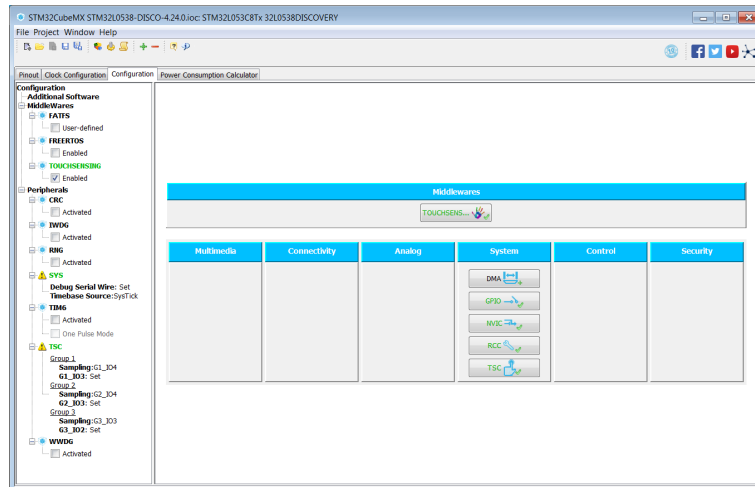 STM32CubeMX STM32L0538-DISCO-4.24.0.ioc: STM32L053C8Tx 32L0538DISCOVERY
File Project Window Help
Pinout Clock Configuration Configuration Power Consumption Calculator
Configuration
Additional Software
MiddleWares
FATFS
User-defined
FREERTOS
Enabled
TOUCHSENSING
Enabled
Peripherals
CRC
Activated
IWDG
Activated
RNG
Activated
SYS
Debug Serial Wire: Set
Timebase Source:SysTick
TIM6
Activated
One Pulse Mode
TSC
Group 1
Sampling:G1_IO4
G1_IO3: Set
Group 2
Sampling:G2_IO4
G2_IO3: Set
Group 3
Sampling:G3_IO3
G3_IO2: Set
WWDG
Activated
Middlewares
TOUCHSENS...
Multimedia Connectivity Analog System Control Security
DMA
GPIO
NVIC
RCC
TSC